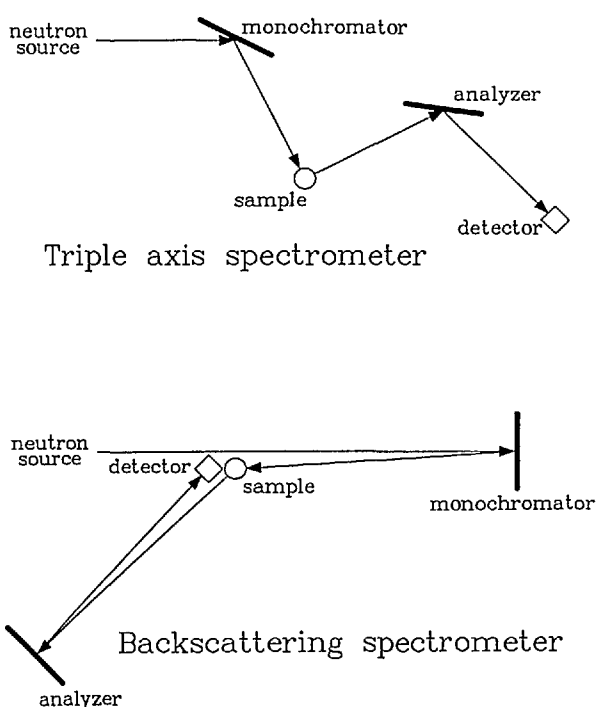 neutron
source
monochromator
analyzer
sample
detector
Triple axis spectrometer
neutron
source
detector
sample
monochromator
Backscattering spectrometer
analyzer